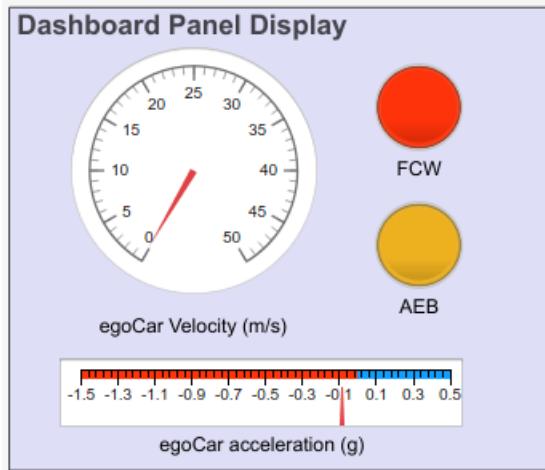 Dashboard Panel Display
0 5 10 15 20 25 30 35 40 45 50
egoCar Velocity (m/s)
FCW
AEB
-1.5 -1.3 -1.1 -0.9 -0.7 -0.5 -0.3 -0.1 0.1 0.3 0.5
egoCar acceleration (g)